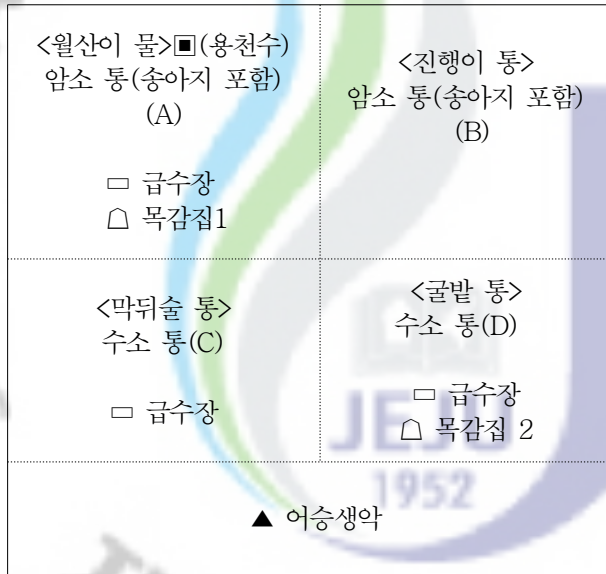 <월산이 물>▣(용천수)
암소 통(송아지 포함)
(A)
▭ 급수장
☖ 목감집1
<진행이 통>
암소 통(송아지 포함)
(B)
<막뒤술 통>
수소 통(C)
▭ 급수장
<굴밭 통>
수소 통(D)
▭ 급수장
☖ 목감집 2
▲ 어승생악
JEJU
1952